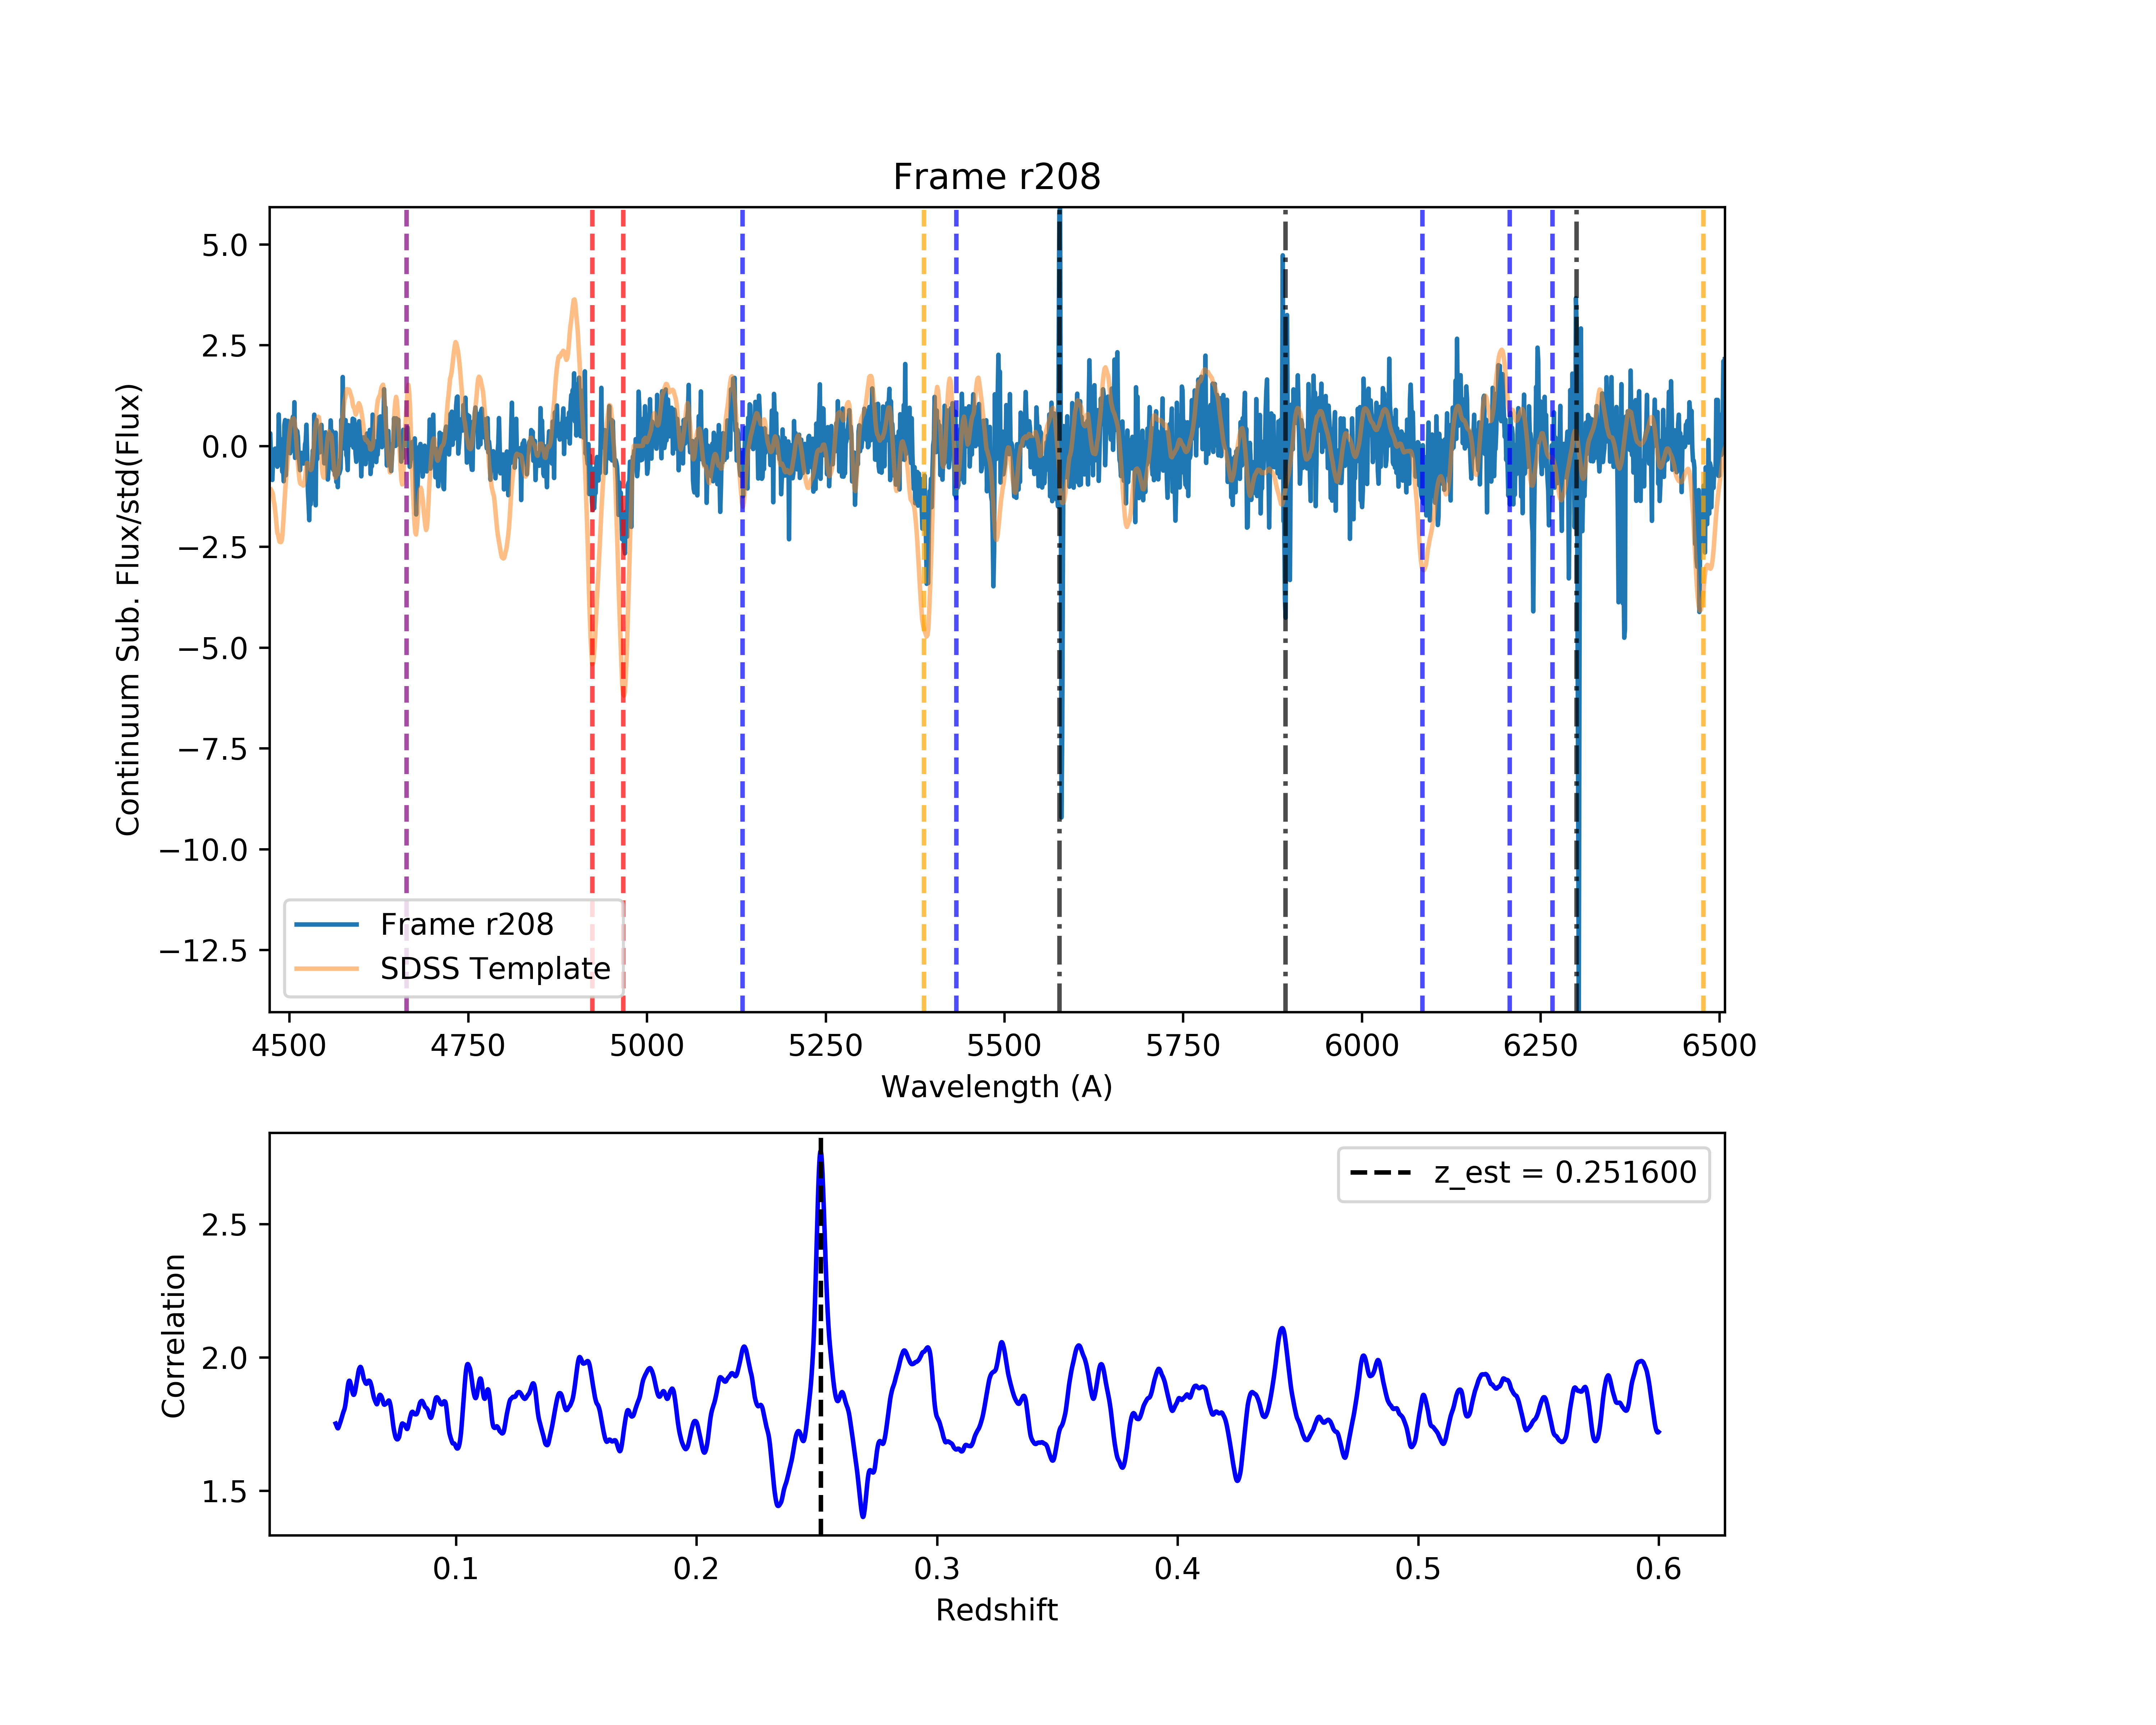 Frame r208
5.0
2.5
0.0
−2.5
−5.0
−7.5
−10.0
−12.5
Continuum Sub. Flux/std(Flux)
Frame r208
SDSS Template
4500 4750 5000 5250 5500 5750 6000 6250 6500
Wavelength (A)
z_est = 0.251600
2.5
2.0
1.5
Correlation
0.1 0.2 0.3 0.4 0.5 0.6
Redshift